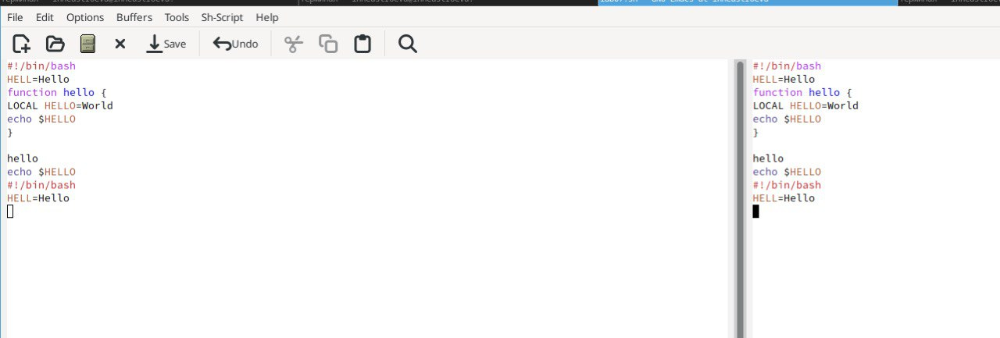 File Edit Options Buffers Tools Sh-Script Help
Save Undo
#!/bin/bash
HELL=Hello
function hello {
LOCAL HELLO=World
echo $HELLO
}
hello
echo $HELLO
#!/bin/bash
HELL=Hello
#!/bin/bash
HELL=Hello
function hello {
LOCAL HELLO=World
echo $HELLO
}
hello
echo $HELLO
#!/bin/bash
HELL=Hello